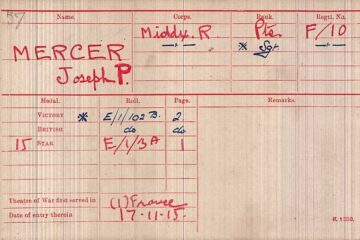 Name. Corps. Rank. Regtl. No.
MERCER Middx. R Pte. F/10
Joseph P. —"— * Sgt —"—
Medal. Roll. Page. Remarks.
VICTORY * E/1/102 B. 2
BRITISH do do
15 STAR E/1/3A 1
Theatre of War first served in (1) France
Date of entry therein 17-11-15.
K. 1380.